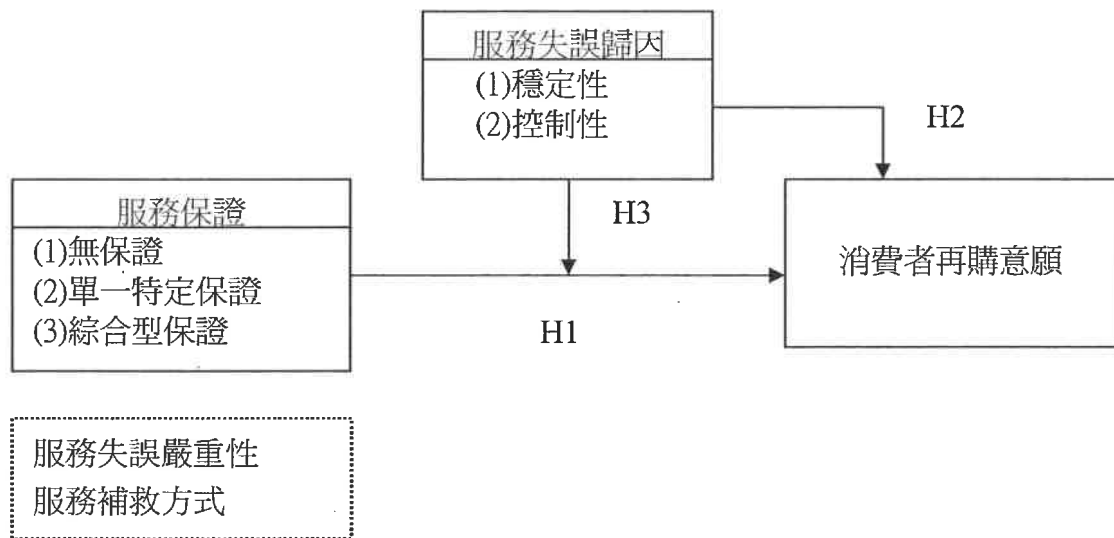 服務失誤歸因
(1)穩定性
(2)控制性
H2
服務保證
(1)無保證
(2)單一特定保證
(3)綜合型保證
H3
消費者再購意願
H1
服務失誤嚴重性
服務補救方式